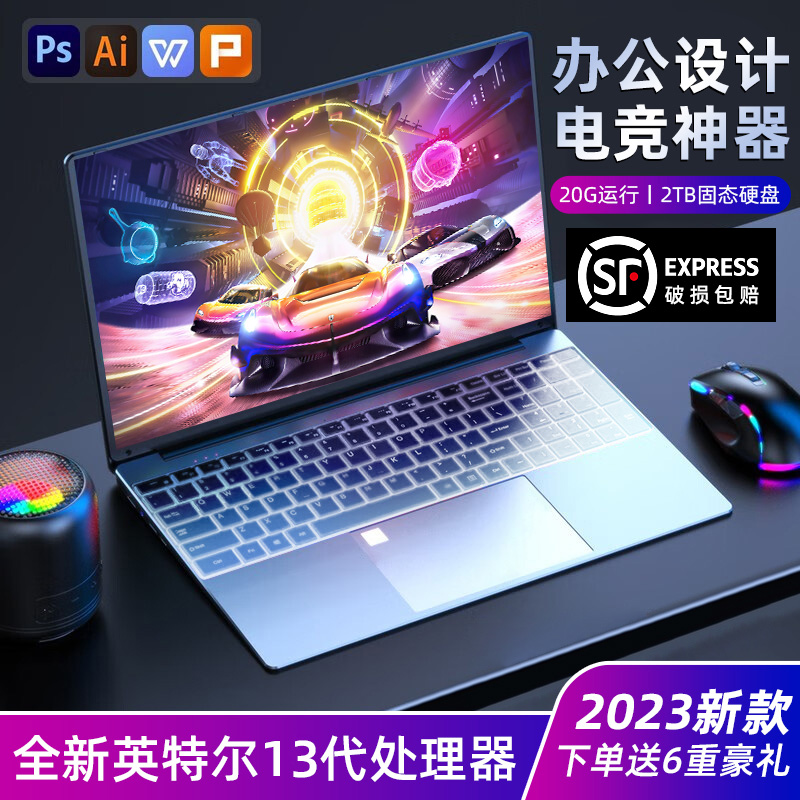 Ps Ai W P
办公设计
电竞神器
20G运行 | 2TB固态硬盘
SF EXPRESS
破损包赔
全新英特尔13代处理器
2023新款
下单送6重豪礼